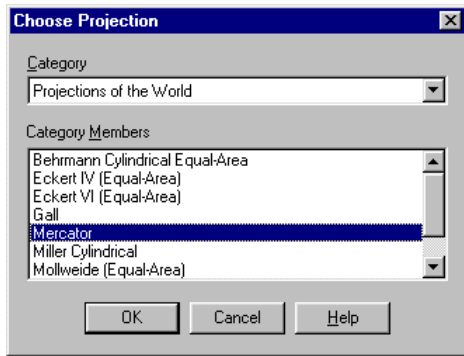 Choose Projection
Category
Projections of the World
Category Members
Behrmann Cylindrical Equal-Area
Eckert IV (Equal-Area)
Eckert VI (Equal-Area)
Gall
Mercator
Miller Cylindrical
Mollweide (Equal-Area)
OK Cancel Help